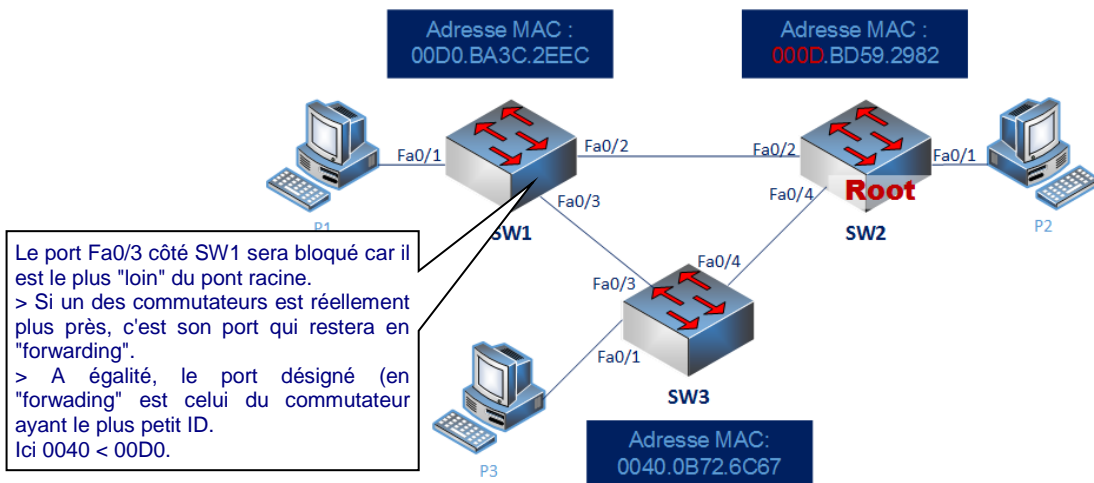 Adresse MAC :
00D0.BA3C.2EEC
Adresse MAC :
000D.BD59.2982
Fa0/1
Fa0/2
Fa0/2
Fa0/1
Fa0/3
Fa0/4
Root
P1
SW1
SW2
P2
Le port Fa0/3 côté SW1 sera bloqué car il
est le plus "loin" du pont racine.
> Si un des commutateurs est réellement
plus près, c'est son port qui restera en
"forwarding".
> A égalité, le port désigné (en
"forwading" est celui du commutateur
ayant le plus petit ID.
Ici 0040 < 00D0.
Fa0/4
Fa0/3
Fa0/1
SW3
P3
Adresse MAC:
0040.0B72.6C67